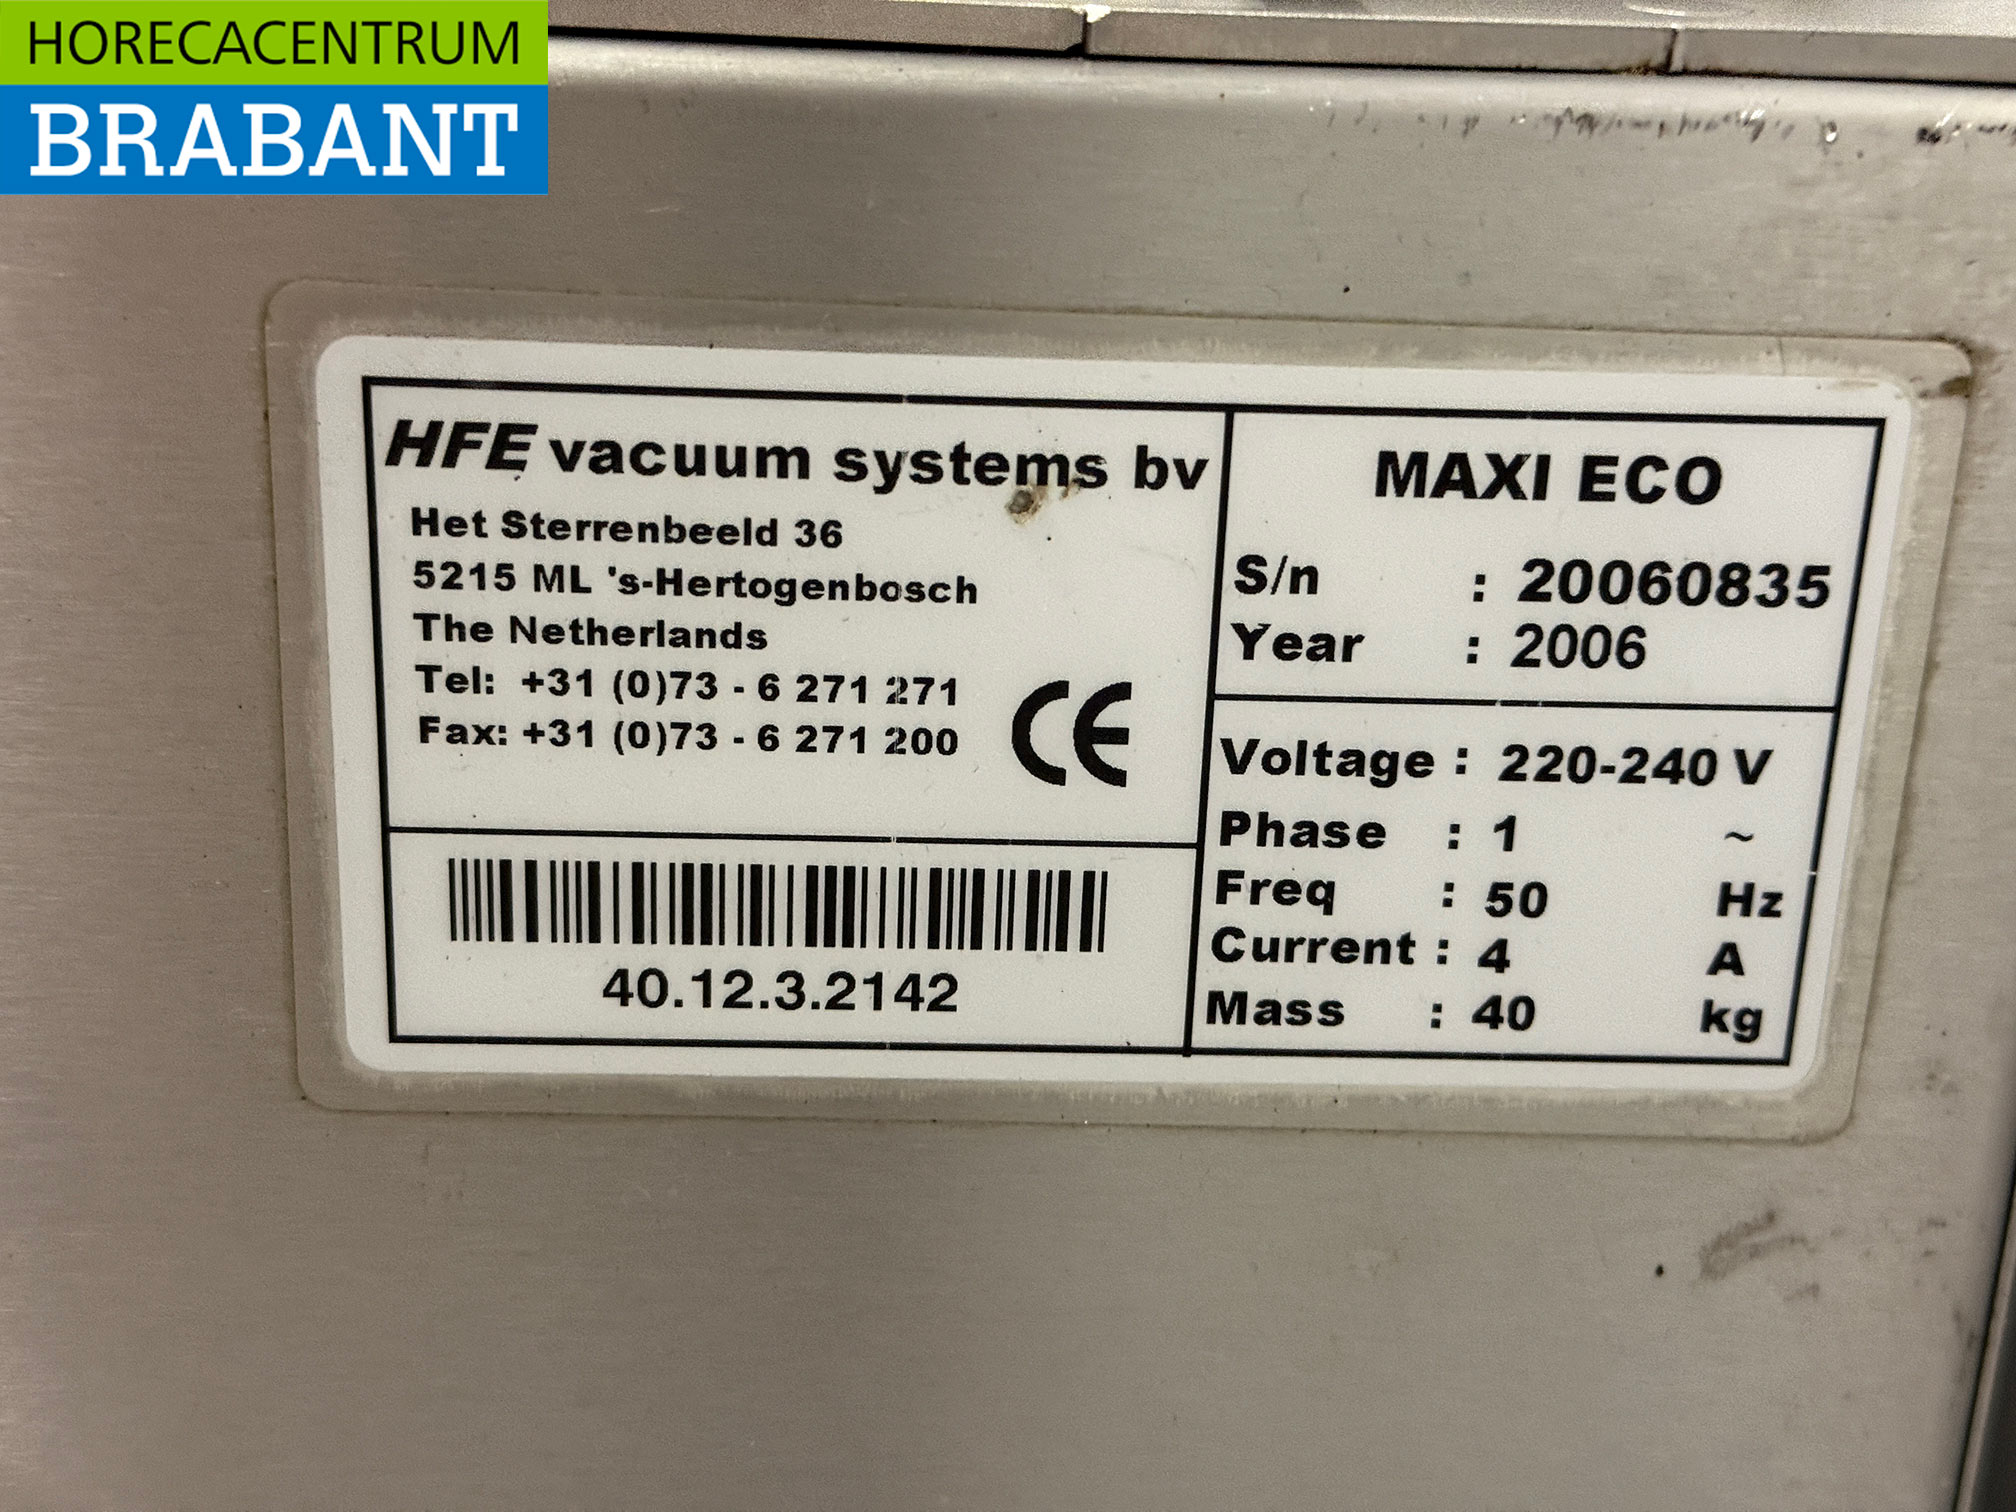 HORECACENTRUM
BRABANT
HFE vacuum systems bv
Het Sterrenbeeld 36
5215 ML 's-Hertogenbosch
The Netherlands
Tel: +31 (0)73 - 6 271 271
Fax: +31 (0)73 - 6 271 200
CE
40.12.3.2142
MAXI ECO
S/n : 20060835
Year : 2006
Voltage : 220-240 V
Phase : 1 ~
Freq : 50 Hz
Current : 4 A
Mass : 40 kg